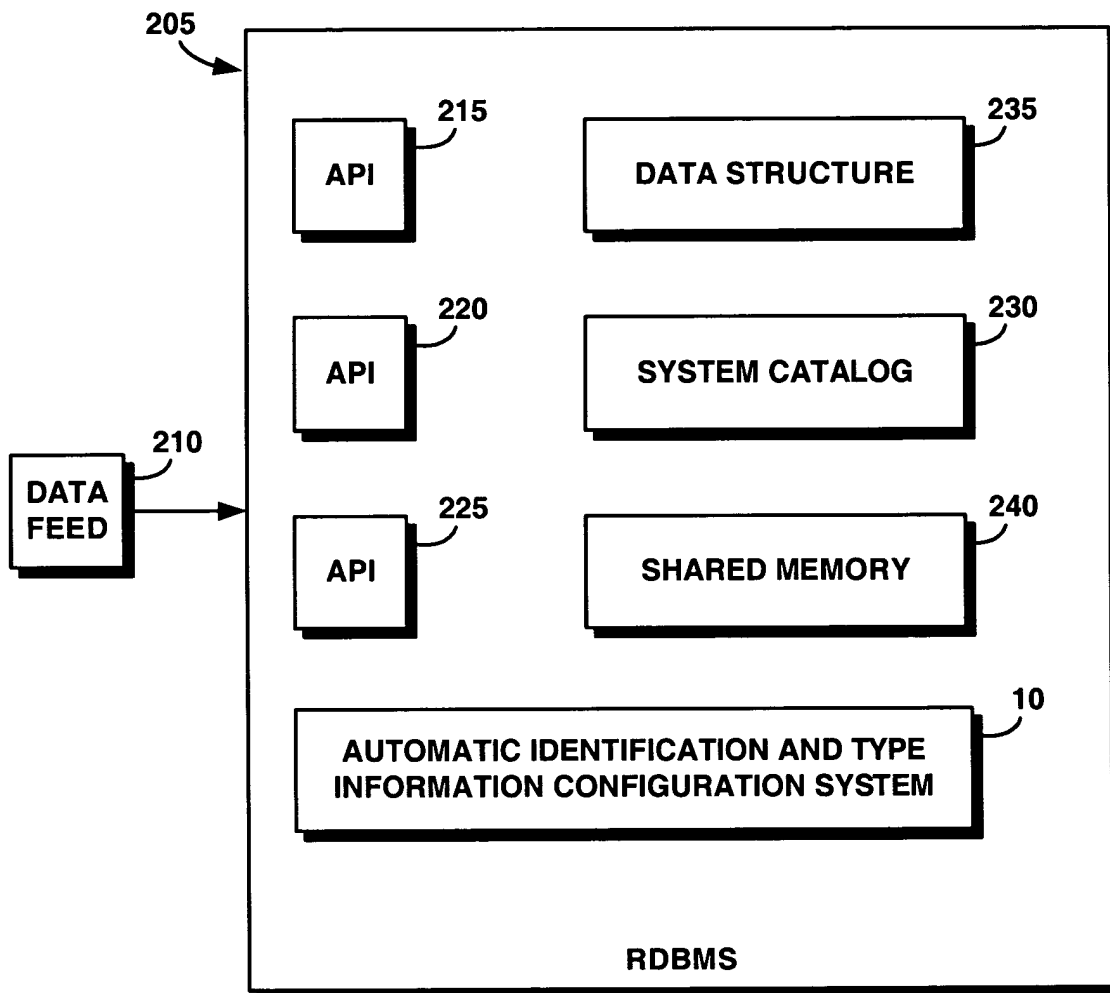 205
215
API
235
DATA STRUCTURE
220
API
230
SYSTEM CATALOG
210
DATA
FEED
225
API
240
SHARED MEMORY
10
AUTOMATIC IDENTIFICATION AND TYPE
INFORMATION CONFIGURATION SYSTEM
RDBMS